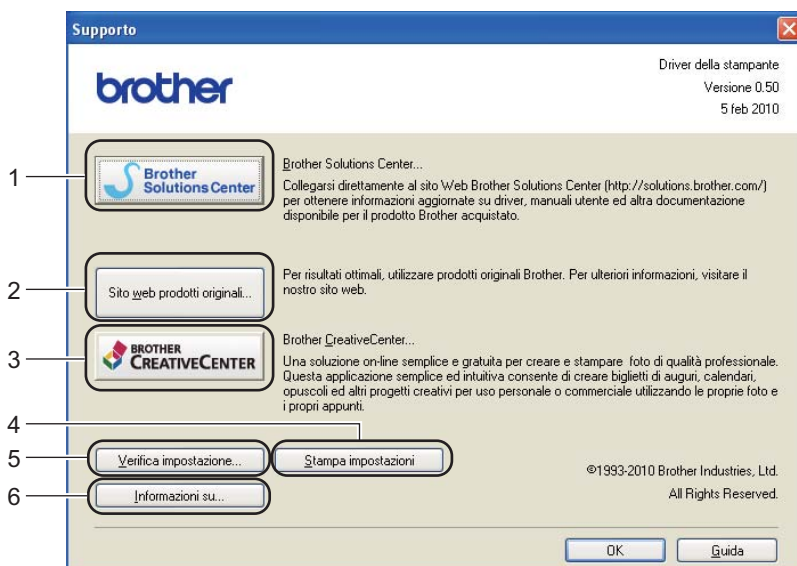 Supporto
brother
Driver della stampante
Versione 0.50
5 feb 2010
1
Brother
Solutions Center
Brother Solutions Center...
Collegarsi direttamente al sito Web Brother Solutions Center (http://solutions.brother.com/)
per ottenere informazioni aggiornate su driver, manuali utente ed altra documentazione
disponibile per il prodotto Brother acquistato.
2
Sito web prodotti originali...
Per risultati ottimali, utilizzare prodotti originali Brother. Per ulteriori informazioni, visitare il
nostro sito web.
3
BROTHER
CREATIVECENTER
Brother CreativeCenter...
Una soluzione on-line semplice e gratuita per creare e stampare foto di qualità professionale.
Questa applicazione semplice ed intuitiva consente di creare biglietti di auguri, calendari,
opuscoli ed altri progetti creativi per uso personale o commerciale utilizzando le proprie foto e
i propri appunti.
4
5
Verifica impostazione...
Stampa impostazioni
6
Informazioni su...
©1993-2010 Brother Industries, Ltd.
All Rights Reserved.
OK
Guida